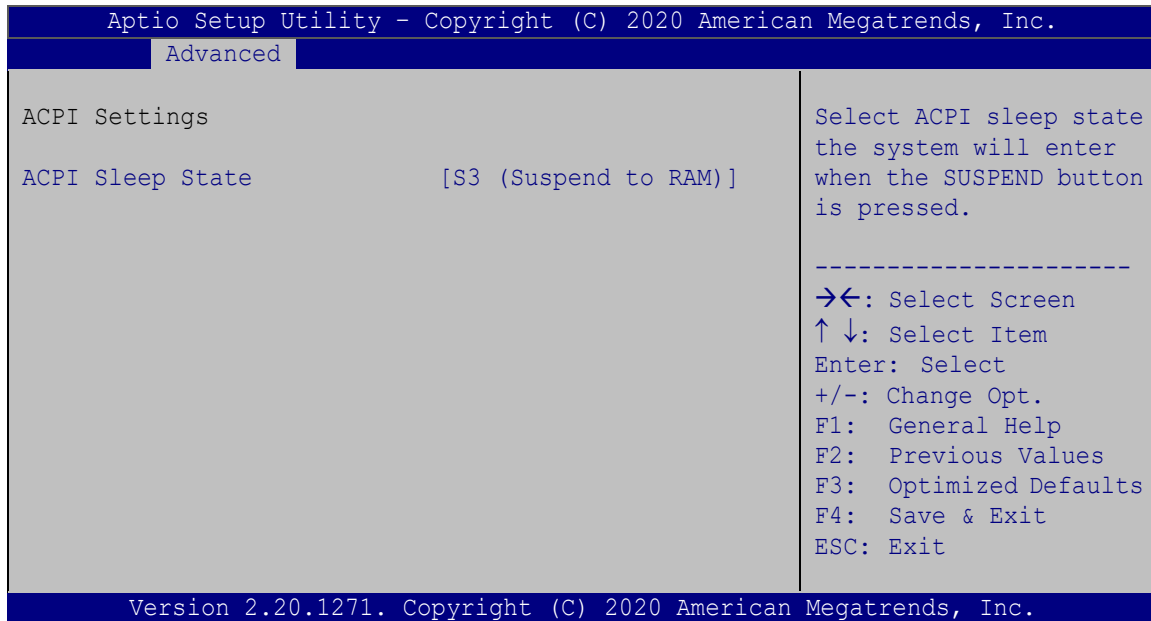 Aptio Setup Utility – Copyright (C) 2020 American Megatrends, Inc.
Advanced
ACPI Settings
ACPI Sleep State [S3 (Suspend to RAM)]
Select ACPI sleep state
the system will enter
when the SUSPEND button
is pressed.
----------------------
→←: Select Screen
↑ ↓: Select Item
Enter: Select
+/-: Change Opt.
F1: General Help
F2: Previous Values
F3: Optimized Defaults
F4: Save & Exit
ESC: Exit
Version 2.20.1271. Copyright (C) 2020 American Megatrends, Inc.